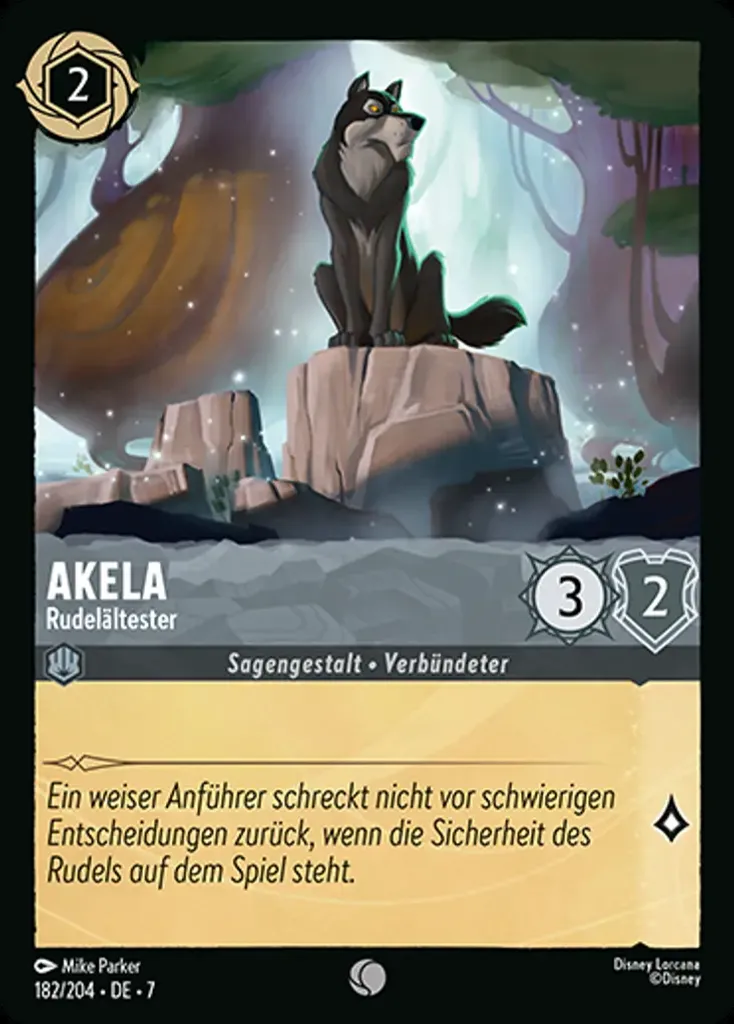 2
AKELA
Rudelältester
3
2
Sagengestalt • Verbündeter
Ein weiser Anführer schreckt nicht vor schwierigen
Entscheidungen zurück, wenn die Sicherheit des
Rudels auf dem Spiel steht.
Mike Parker
182/204 • DE • 7
Disney Lorcana
©Disney